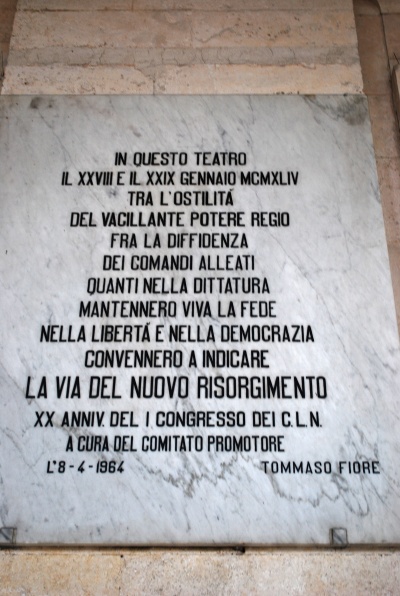 IN QUESTO TEATRO
IL XXVIII E IL XXIX GENNAIO MCMXLIV
TRA L'OSTILITÁ
DEL VACILLANTE POTERE REGIO
FRA LA DIFFIDENZA
DEI COMANDI ALLEATI
QUANTI NELLA DITTATURA
MANTENNERO VIVA LA FEDE
NELLA LIBERTÁ E NELLA DEMOCRAZIA
CONVENNERO A INDICARE
LA VIA DEL NUOVO RISORGIMENTO
XX ANNIV. DEL I CONGRESSO DEI C.L.N.
A CURA DEL COMITATO PROMOTORE
L'8-4-1964 TOMMASO FIORE